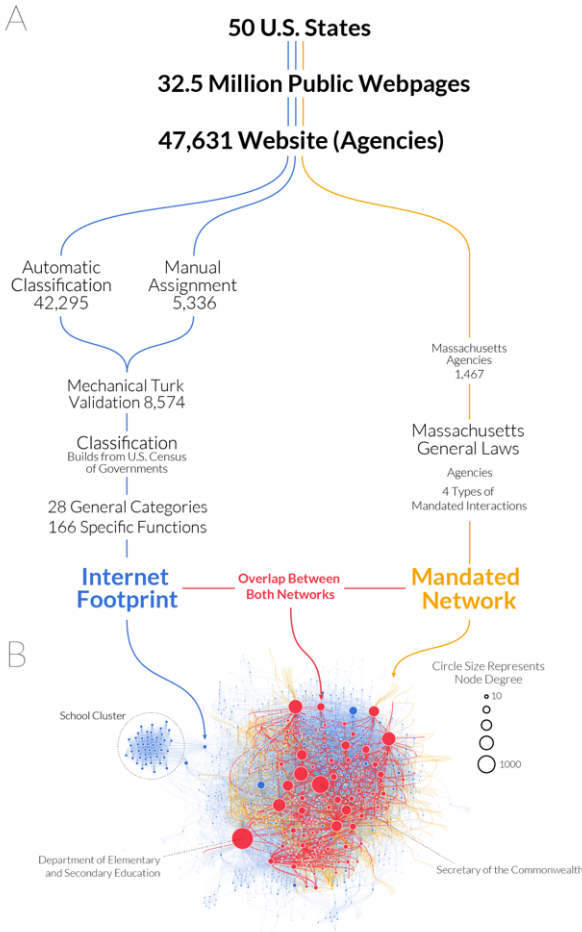 A
50 U.S. States
32.5 Million Public Webpages
47,631 Website (Agencies)
Automatic
Classification
42,295
Manual
Assignment
5,336
Mechanical Turk
Validation 8,574
Classification
Builds from U.S. Census
of Governments
28 General Categories
166 Specific Functions
Massachusetts
Agencies
1,467
Massachusetts
General Laws
Agencies
4 Types of
Mandated Interactions
Internet
Footprint
Overlap Between
Both Networks
Mandated
Network
B
School Cluster
Circle Size Represents
Node Degree
10
1000
Department of Elementary
and Secondary Education
Secretary of the Commonwealth